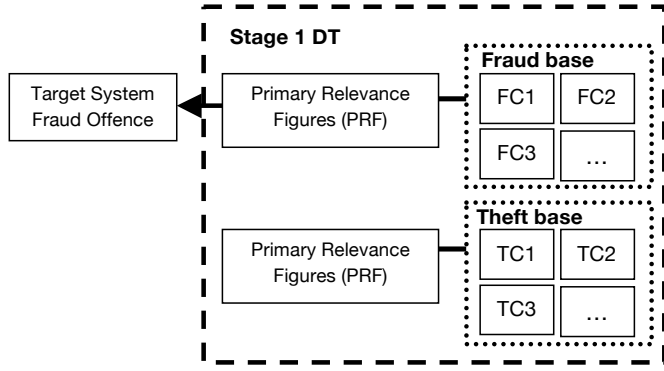 Stage 1 DT
Target System
Fraud Offence
Primary Relevance
Figures (PRF)
Fraud base
FC1 FC2
FC3 ...
Primary Relevance
Figures (PRF)
Theft base
TC1 TC2
TC3 ...